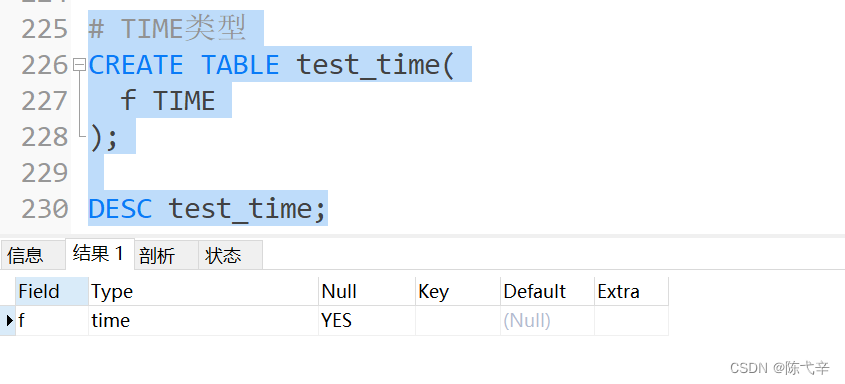 225 # TIME类型
226 CREATE TABLE test_time(
227 f TIME
228 );
229
230 DESC test_time;
信息 结果 1 剖析 状态
Field Type Null Key Default Extra
f time YES (Null)
CSDN @陈弋辛